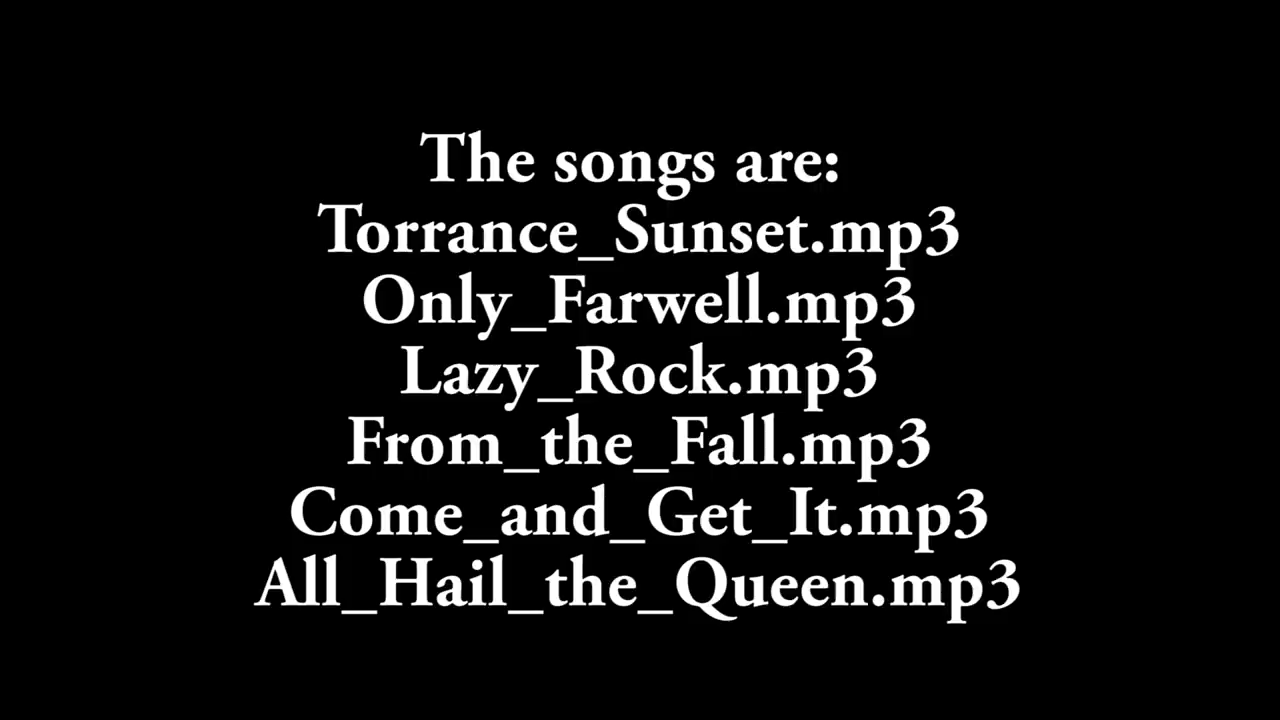 The songs are:
Torrance_Sunset.mp3
Only_Farwell.mp3
Lazy_Rock.mp3
From_the_Fall.mp3
Come_and_Get_It.mp3
All_Hail_the_Queen.mp3